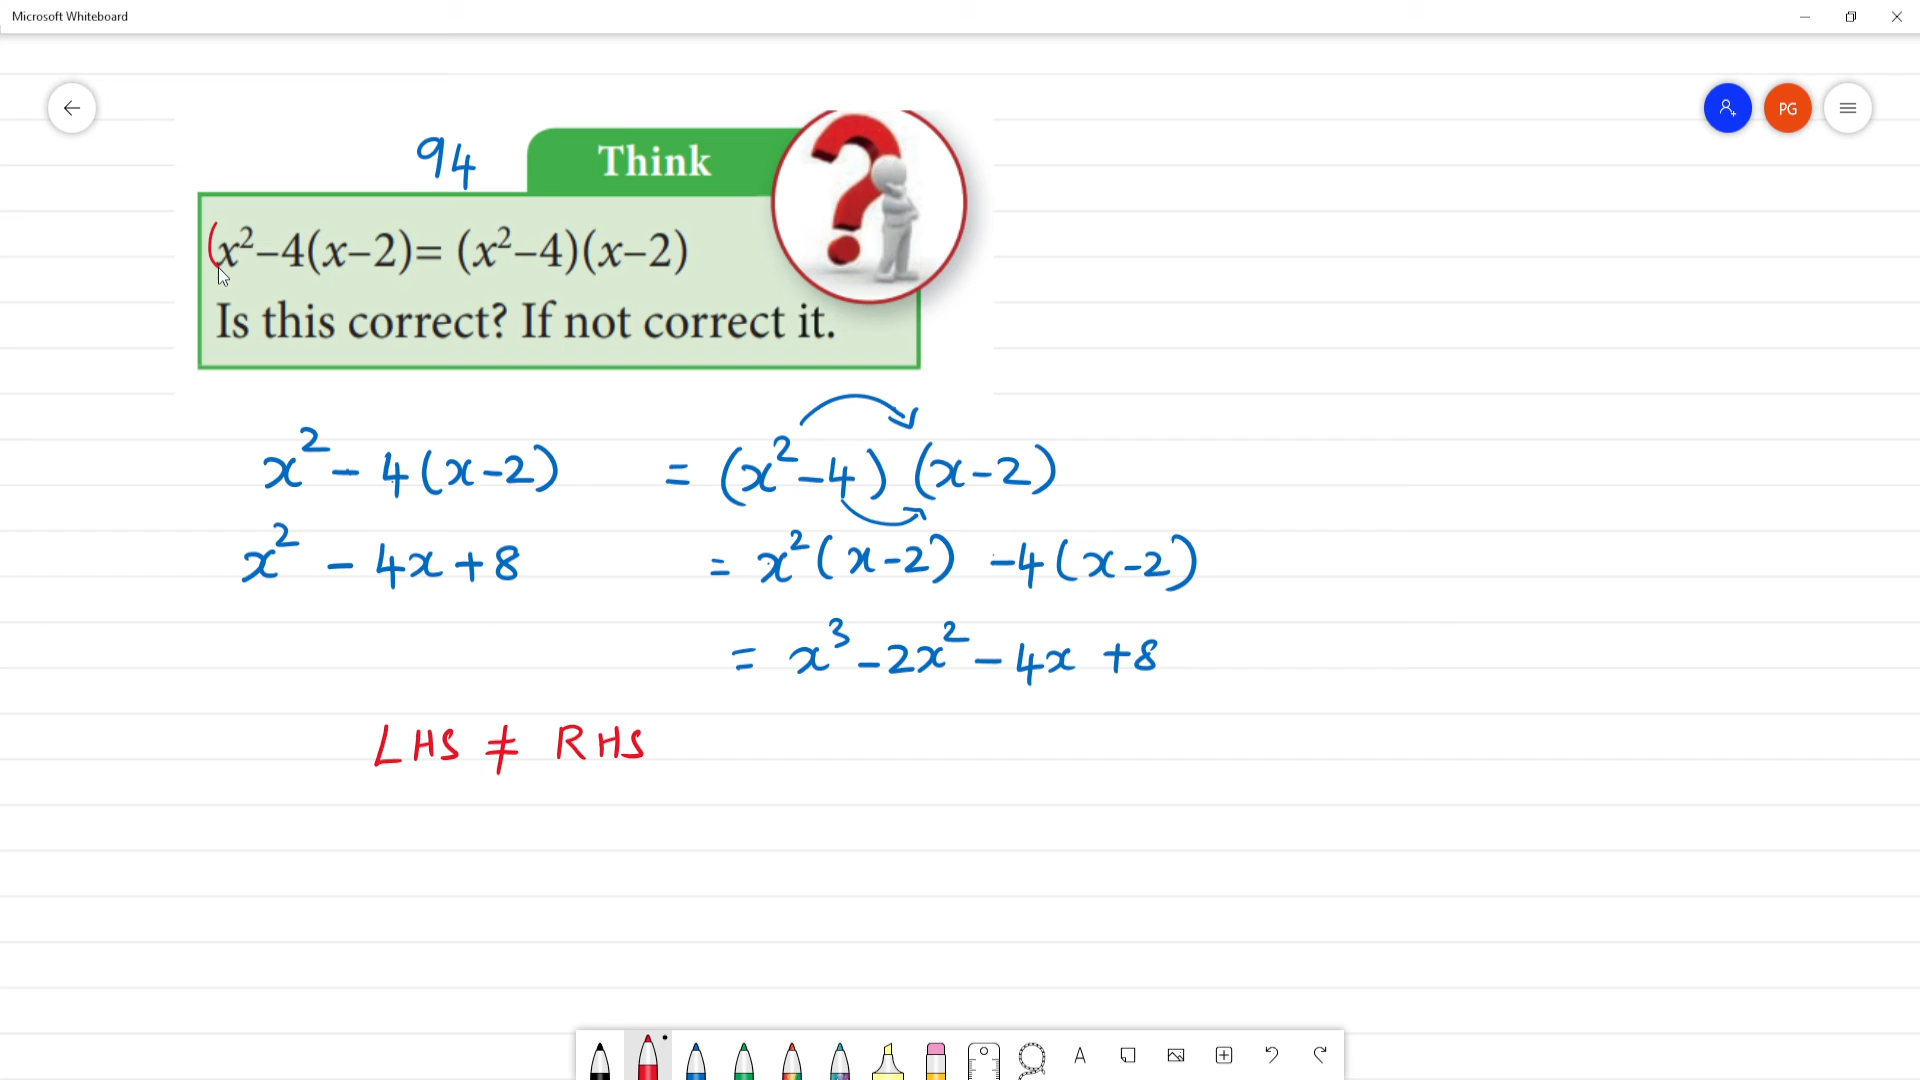 Microsoft Whiteboard
PG
94
Think
(x²–4(x–2)= (x²–4)(x–2)
Is this correct? If not correct it.
x² – 4(x–2) = (x²–4) (x–2)
x² – 4x+8 = x²(x–2) –4(x–2)
= x³ –2x² – 4x +8
LHS ≠ RHS
A